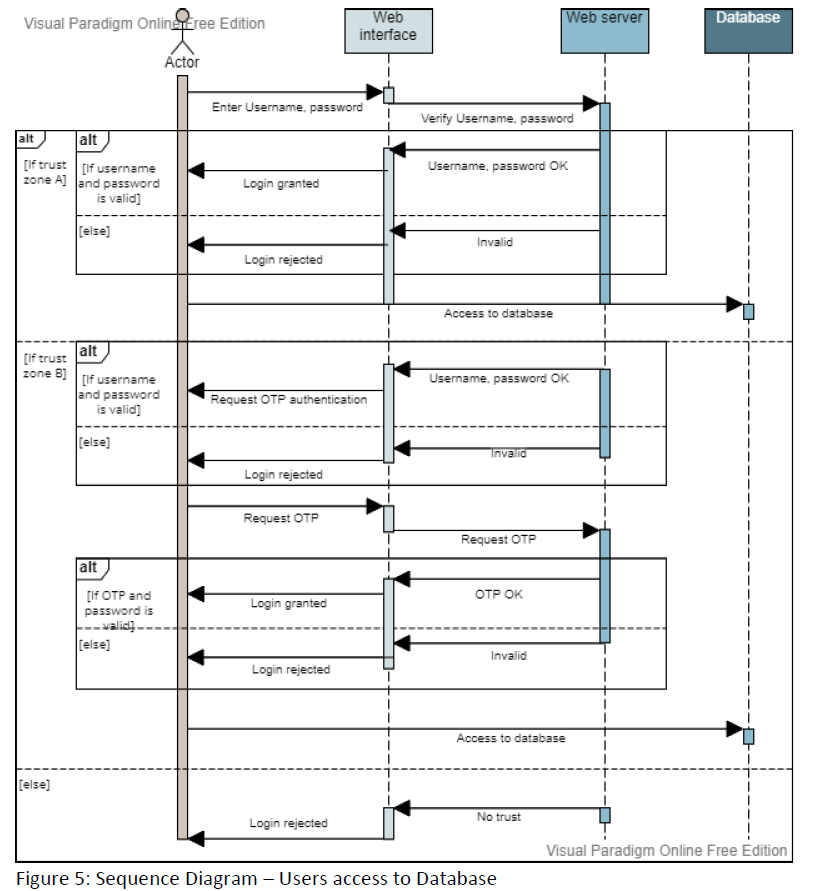 Visual Paradigm Online Free Edition
Web
interface
Web server
Database
Actor
Enter Username, password
Verify Username, password
alt
alt
[If trust
zone A]
[If username
and password
is valid]
Username, password OK
Login granted
[else]
Invalid
Login rejected
Access to database
[If trust
zone B]
alt
[If username
and password
is valid]
Username, password OK
Request OTP authentication
[else]
Invalid
Login rejected
Request OTP
Request OTP
alt
[If OTP and
password is
valid]
OTP OK
Login granted
[else]
Invalid
Login rejected
Access to database
[else]
No trust
Login rejected
Visual Paradigm Online Free Edition
Figure 5: Sequence Diagram – Users access to Database